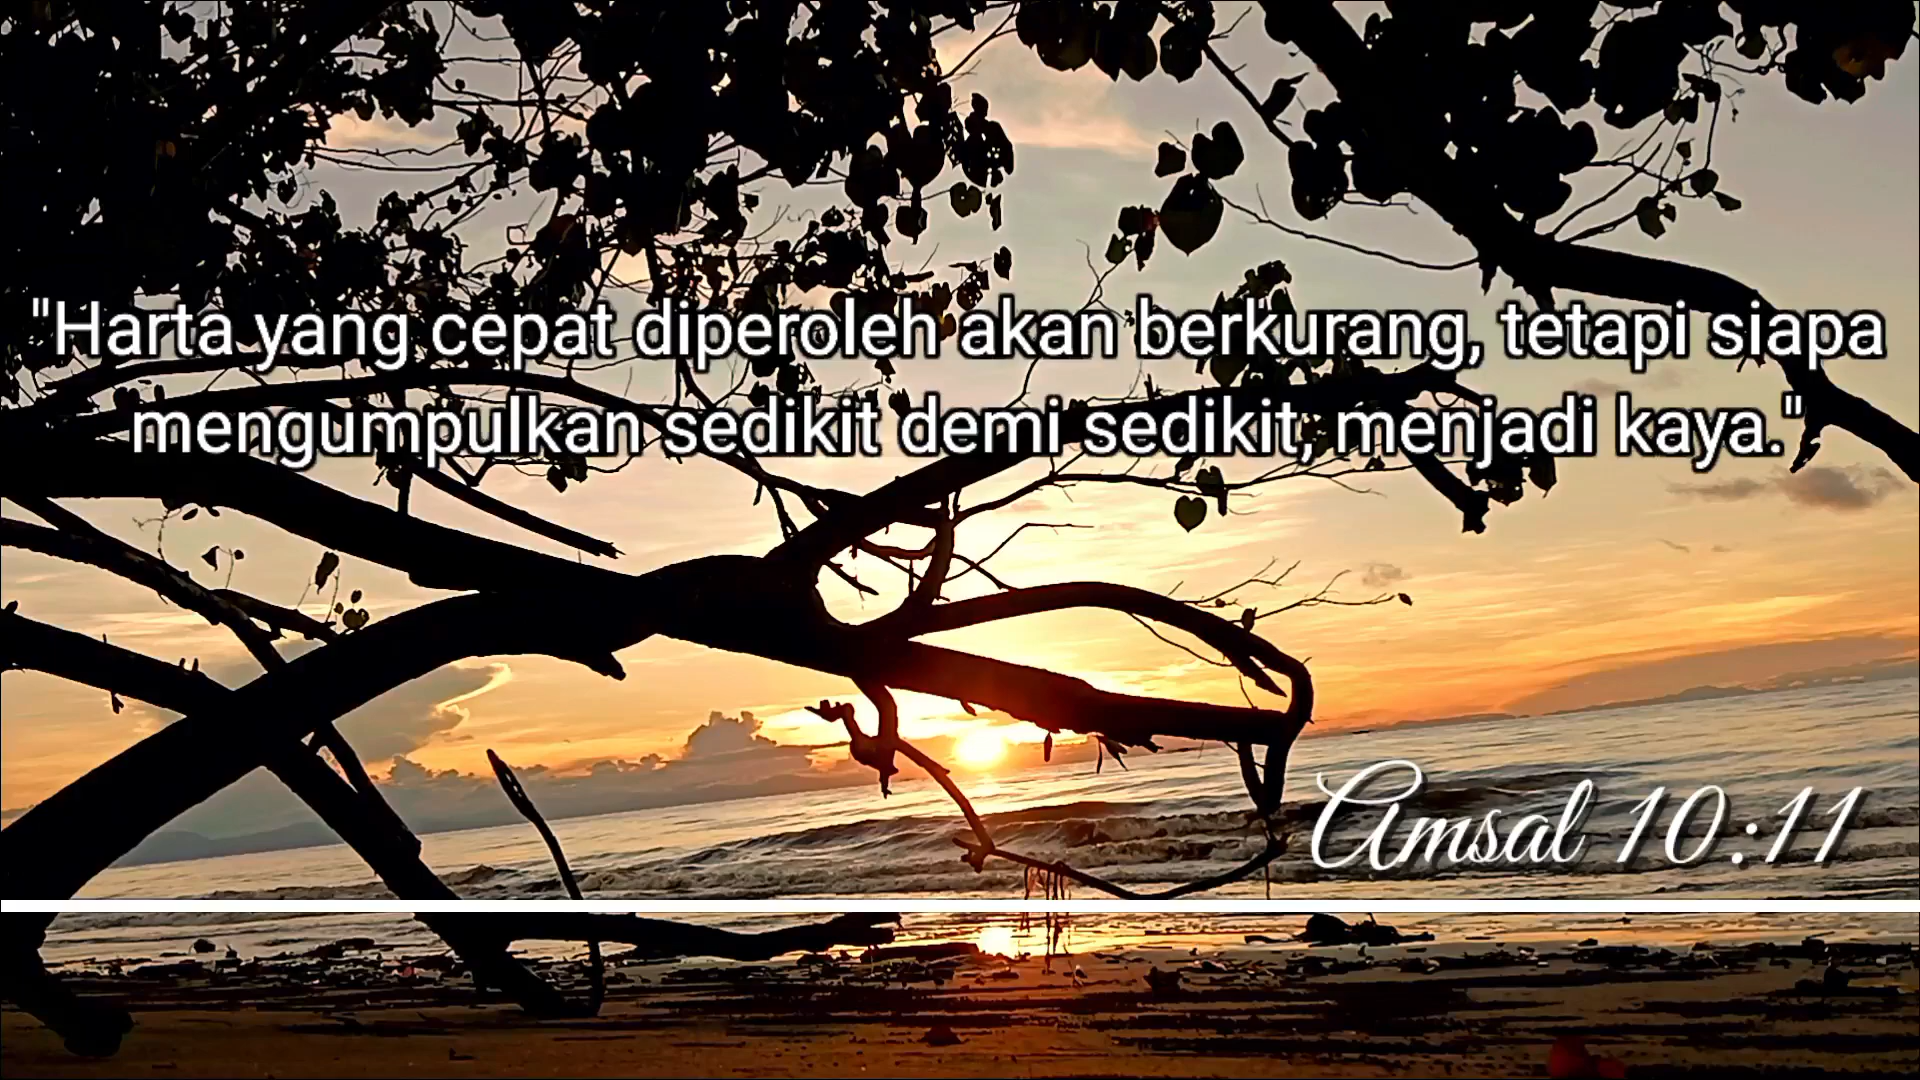 "Harta yang cepat diperoleh akan berkurang, tetapi siapa
mengumpulkan sedikit demi sedikit, menjadi kaya."
Amsal 10:11